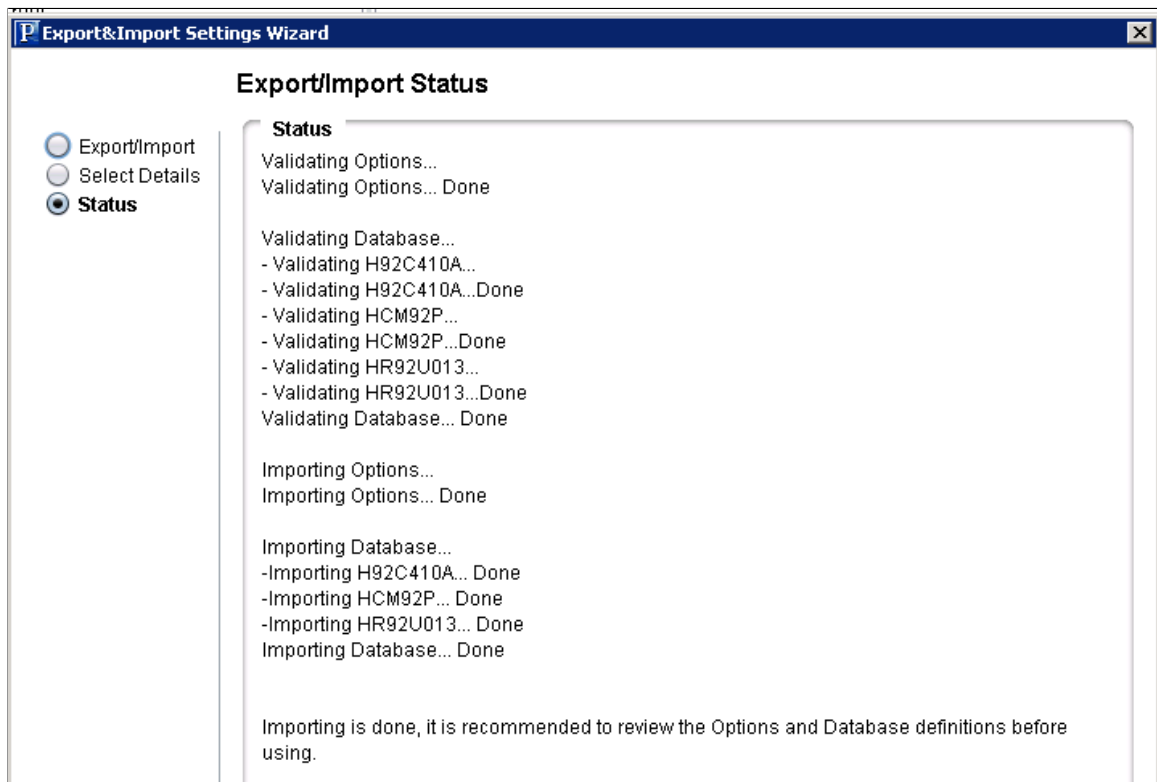 Export&Import Settings Wizard
Export/Import Status
Export/Import
Select Details
Status
Status
Validating Options...
Validating Options... Done
Validating Database...
- Validating H92C410A...
- Validating H92C410A...Done
- Validating HCM92P...
- Validating HCM92P...Done
- Validating HR92U013...
- Validating HR92U013...Done
Validating Database... Done
Importing Options...
Importing Options... Done
Importing Database...
-Importing H92C410A... Done
-Importing HCM92P... Done
-Importing HR92U013... Done
Importing Database... Done
Importing is done, it is recommended to review the Options and Database definitions before
using.